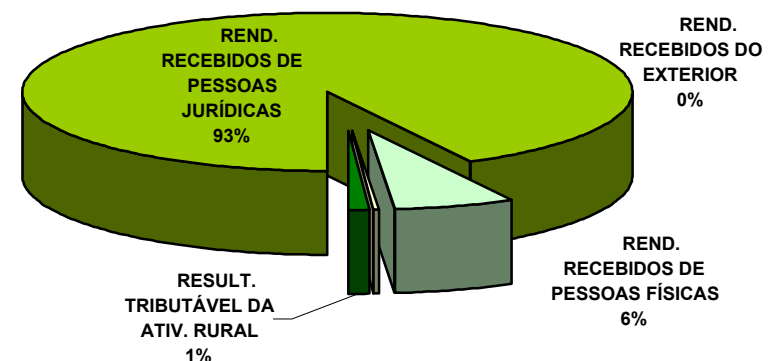 REND.
RECEBIDOS DE
PESSOAS
JURÍDICAS
93%
REND.
RECEBIDOS DO
EXTERIOR
0%
REND.
RECEBIDOS DE
PESSOAS FÍSICAS
6%
RESULT.
TRIBUTÁVEL DA
ATIV. RURAL
1%